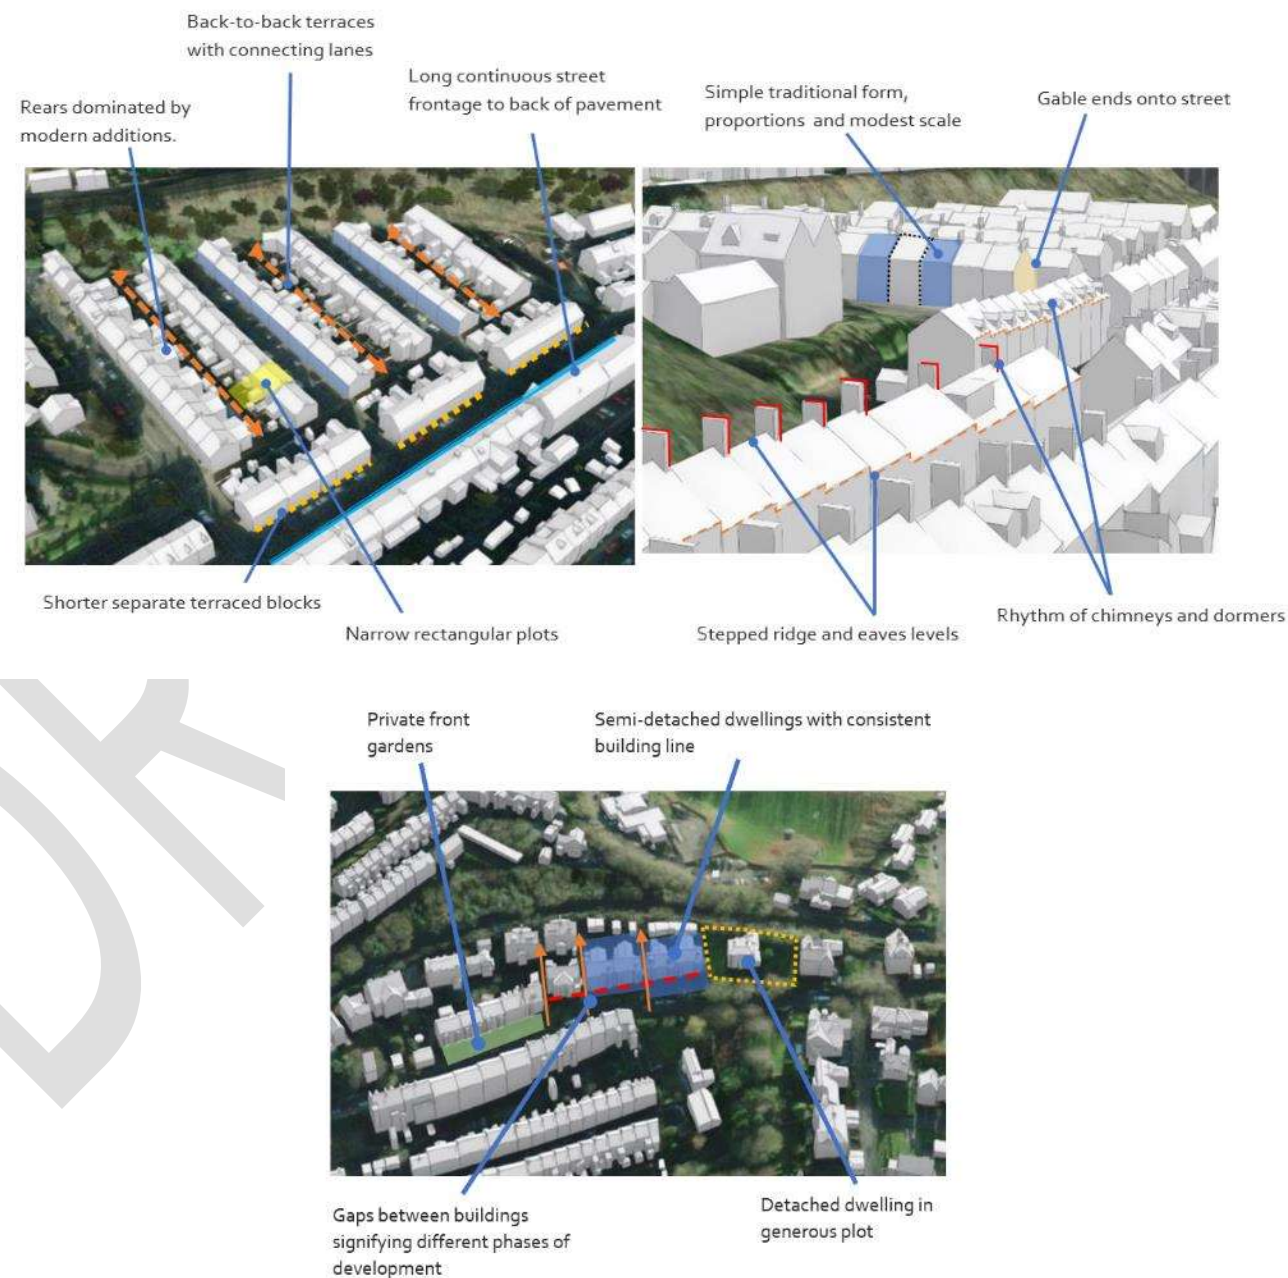 Back-to-back terraces
with connecting lanes
Long continuous street
frontage to back of pavement
Simple traditional form,
proportions and modest scale
Gable ends onto street
Rears dominated by
modern additions.
Shorter separate terraced blocks
Narrow rectangular plots
Stepped ridge and eaves levels
Rhythm of chimneys and dormers
Private front
gardens
Semi-detached dwellings with consistent
building line
Gaps between buildings
signifying different phases of
development
Detached dwelling in
generous plot